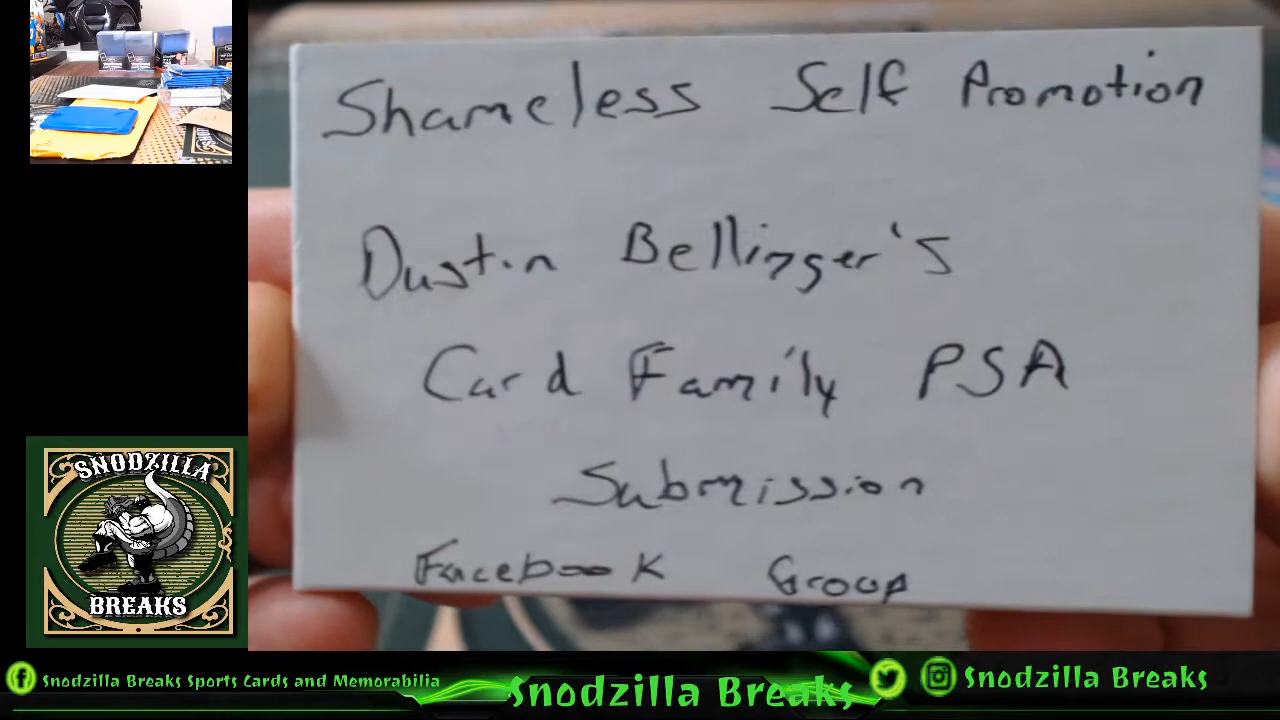 Shameless Self Promotion
Dustin Bellinger's
Card Family PSA
Submission
Facebook Group
SNODZILLA
BREAKS
Snodzilla Breaks Sports Cards and Memorabilia
Snodzilla Breaks
Snodzilla Breaks